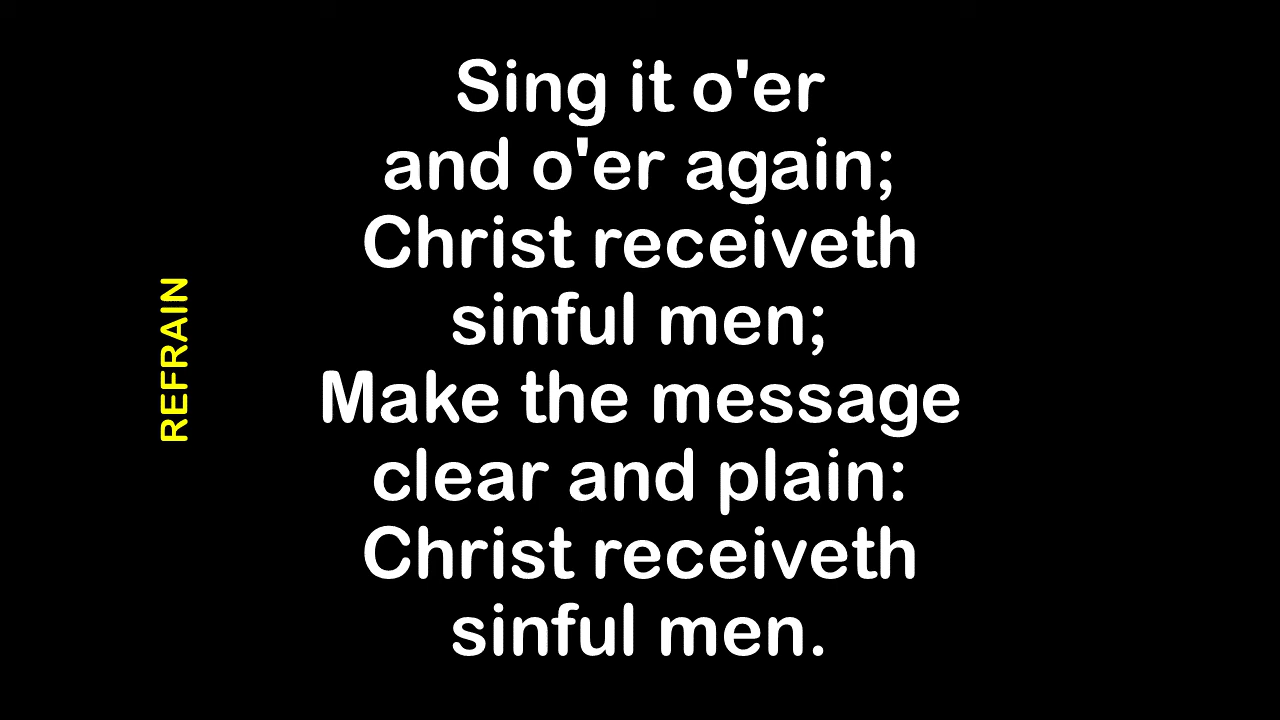 REFRAIN
Sing it o'er
and o'er again;
Christ receiveth
sinful men;
Make the message
clear and plain:
Christ receiveth
sinful men.